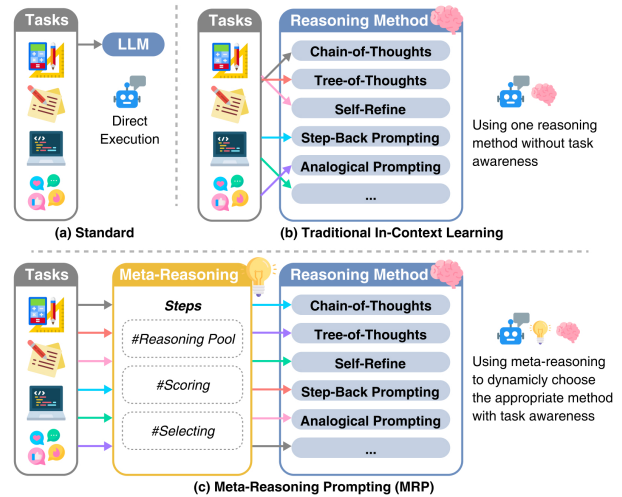 Tasks
LLM
Direct
Execution
(a) Standard
Tasks
Reasoning Method
Chain-of-Thoughts
Tree-of-Thoughts
Self-Refine
Step-Back Prompting
Analogical Prompting
...
Using one reasoning
method without task
awareness
(b) Traditional In-Context Learning
Tasks
Meta-Reasoning
Steps
#Reasoning Pool
#Scoring
#Selecting
Reasoning Method
Chain-of-Thoughts
Tree-of-Thoughts
Self-Refine
Step-Back Prompting
Analogical Prompting
...
Using meta-reasoning
to dynamicly choose
the appropriate method
with task awareness
(c) Meta-Reasoning Prompting (MRP)